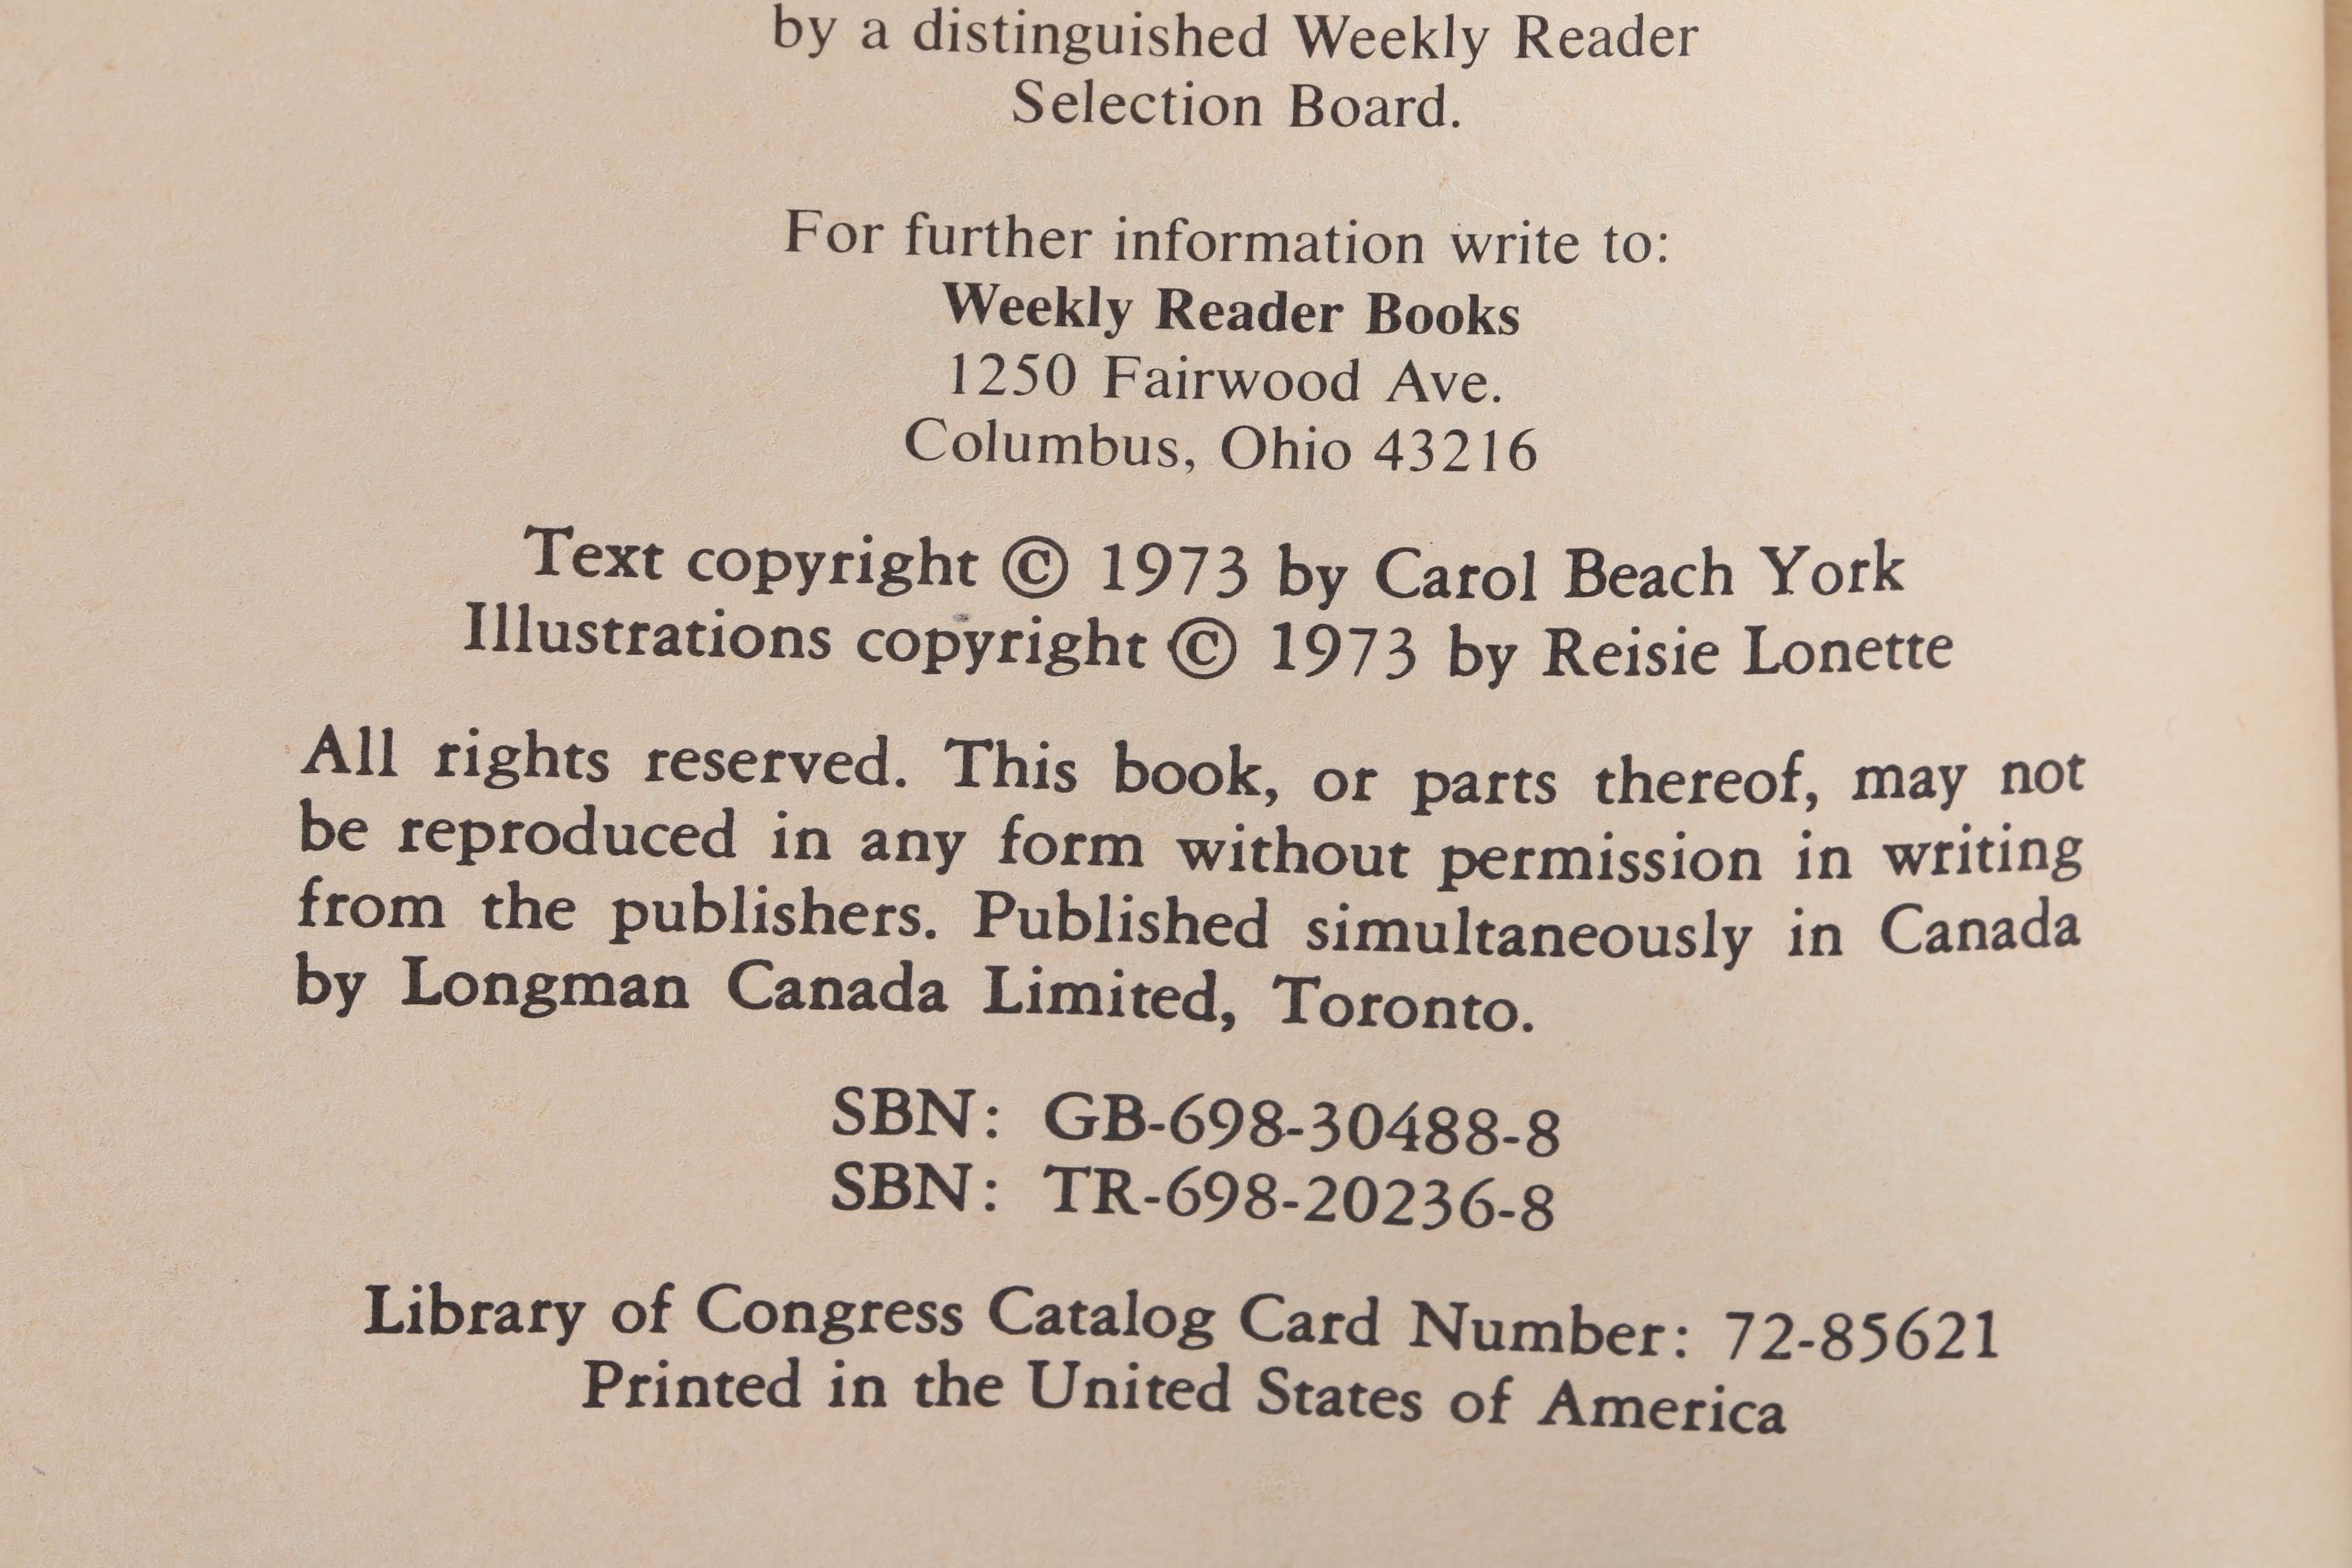 by a distinguished Weekly Reader
Selection Board.
For further information write to:
Weekly Reader Books
1250 Fairwood Ave.
Columbus, Ohio 43216
Text copyright © 1973 by Carol Beach York
Illustrations copyright © 1973 by Reisie Lonette
All rights reserved. This book, or parts thereof, may not
be reproduced in any form without permission in writing
from the publishers. Published simultaneously in Canada
by Longman Canada Limited, Toronto.
SBN: GB-698-30488-8
SBN: TR-698-20236-8
Library of Congress Catalog Card Number: 72-85621
Printed in the United States of America